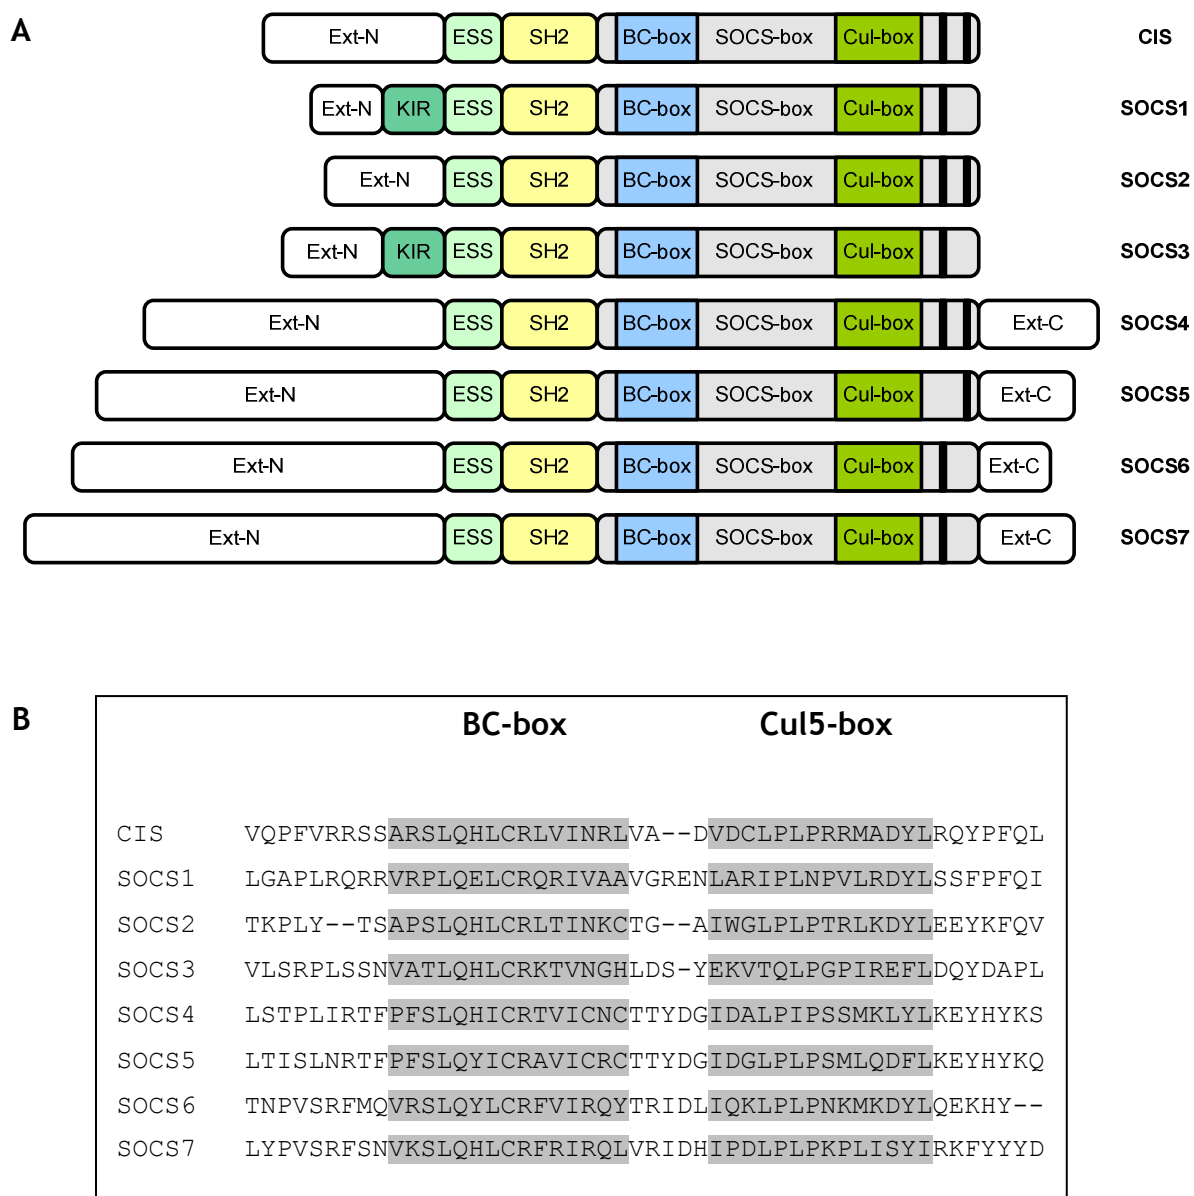 A
Ext-N ESS SH2 BC-box SOCS-box Cul-box CIS
Ext-N KIR ESS SH2 BC-box SOCS-box Cul-box SOCS1
Ext-N ESS SH2 BC-box SOCS-box Cul-box SOCS2
Ext-N KIR ESS SH2 BC-box SOCS-box Cul-box SOCS3
Ext-N ESS SH2 BC-box SOCS-box Cul-box Ext-C SOCS4
Ext-N ESS SH2 BC-box SOCS-box Cul-box Ext-C SOCS5
Ext-N ESS SH2 BC-box SOCS-box Cul-box Ext-C SOCS6
Ext-N ESS SH2 BC-box SOCS-box Cul-box Ext-C SOCS7
B
BC-box Cul5-box
CIS VQPFVRRSSARSLQHLCRLVINRLVA--DVDCLPLPRRMADYLRQYPFQL
SOCS1 LGAPLRQRRVRPLQELCRQRIVAAVGRENLARIPLNPVLRDYLSSFPFQI
SOCS2 TKPLY--TSAPSLQHLCRLTINKCTG--AIWGLPLPTRLKDYLEEYKFQV
SOCS3 VLSRPLSSNVATLQHLCRKTVNGHLDS-YEKVTQLPGPIREFLDQYDAPL
SOCS4 LSTPLIRTFPFSLQHICRTVICNCTTYDGIDALPIPSSMKLYLKEYHYKS
SOCS5 LTISLNRTFPFSLQYICRAVICRCTTYDGIDGLPLPSMLQDFLKEYHYKQ
SOCS6 TNPVSRFMQVRSLQYLCRFVIRQYTRIDLIQKLPLPNKMKDYLQEKHY--
SOCS7 LYPVSRFSNVKSLQHLCRFRIRQLVRIDHIPDLPLPKPLISYIRKFYYYD